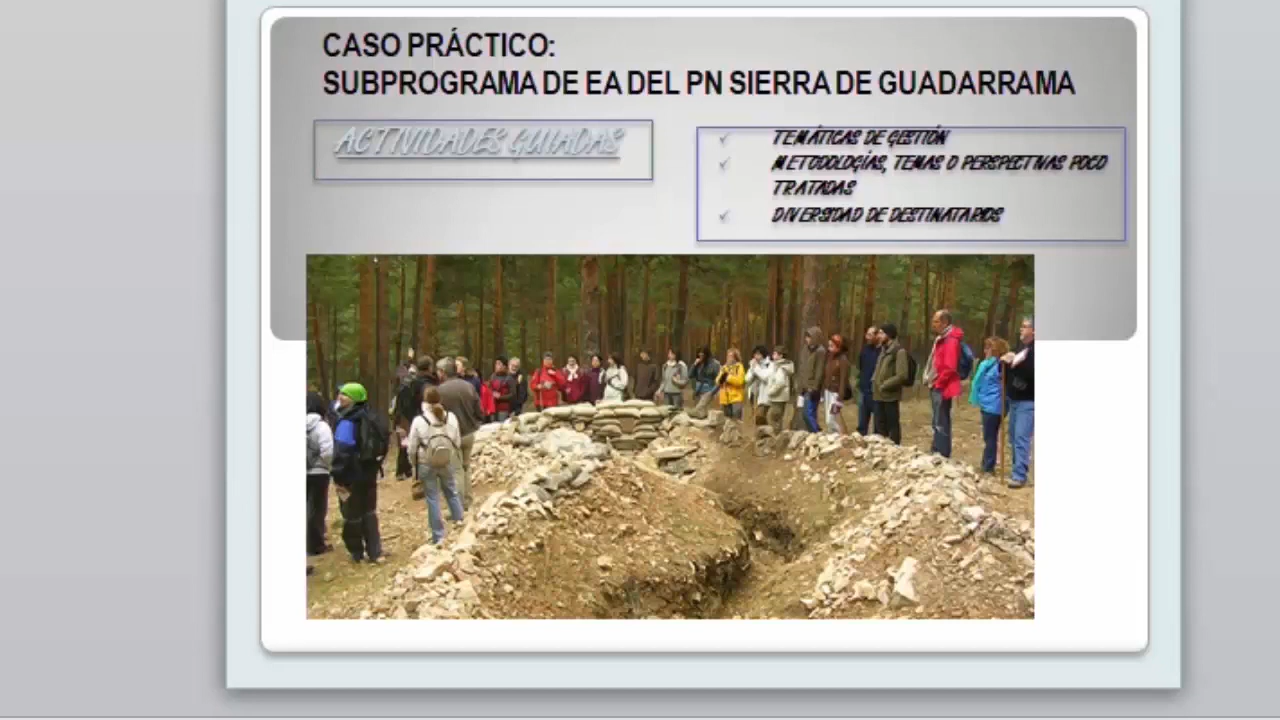 CASO PRÁCTICO:
SUBPROGRAMA DE EA DEL PN SIERRA DE GUADARRAMA
ACTIVIDADES GUIADAS
TEMÁTICAS DE GESTIÓN
METODOLOGÍAS, TEMAS O PERSPECTIVAS POCO
TRATADAS
DIVERSIDAD DE DESTINATARIOS